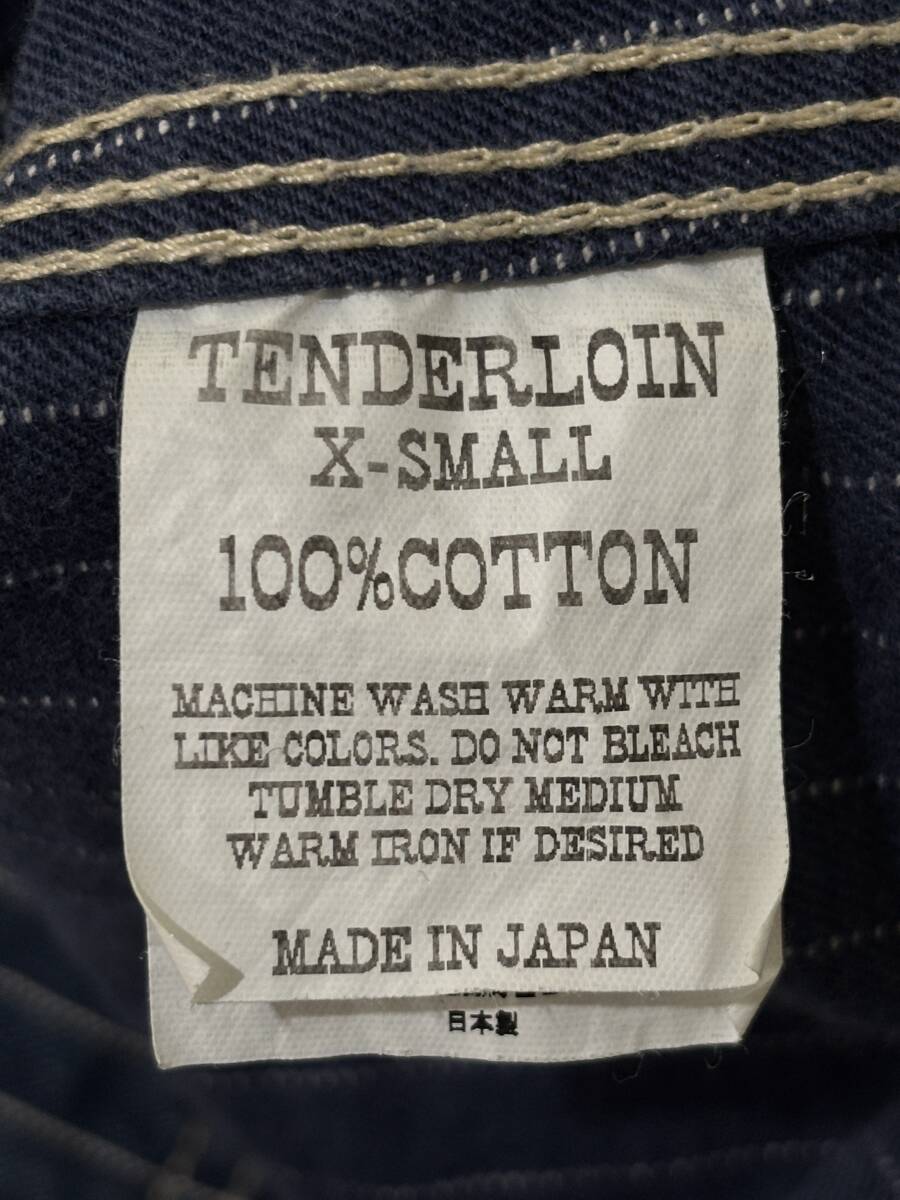 TENDERLOIN
X-SMALL
100%COTTON
MACHINE WASH WARM WITH
LIKE COLORS. DO NOT BLEACH
TUMBLE DRY MEDIUM
WARM IRON IF DESIRED
MADE IN JAPAN
日本製